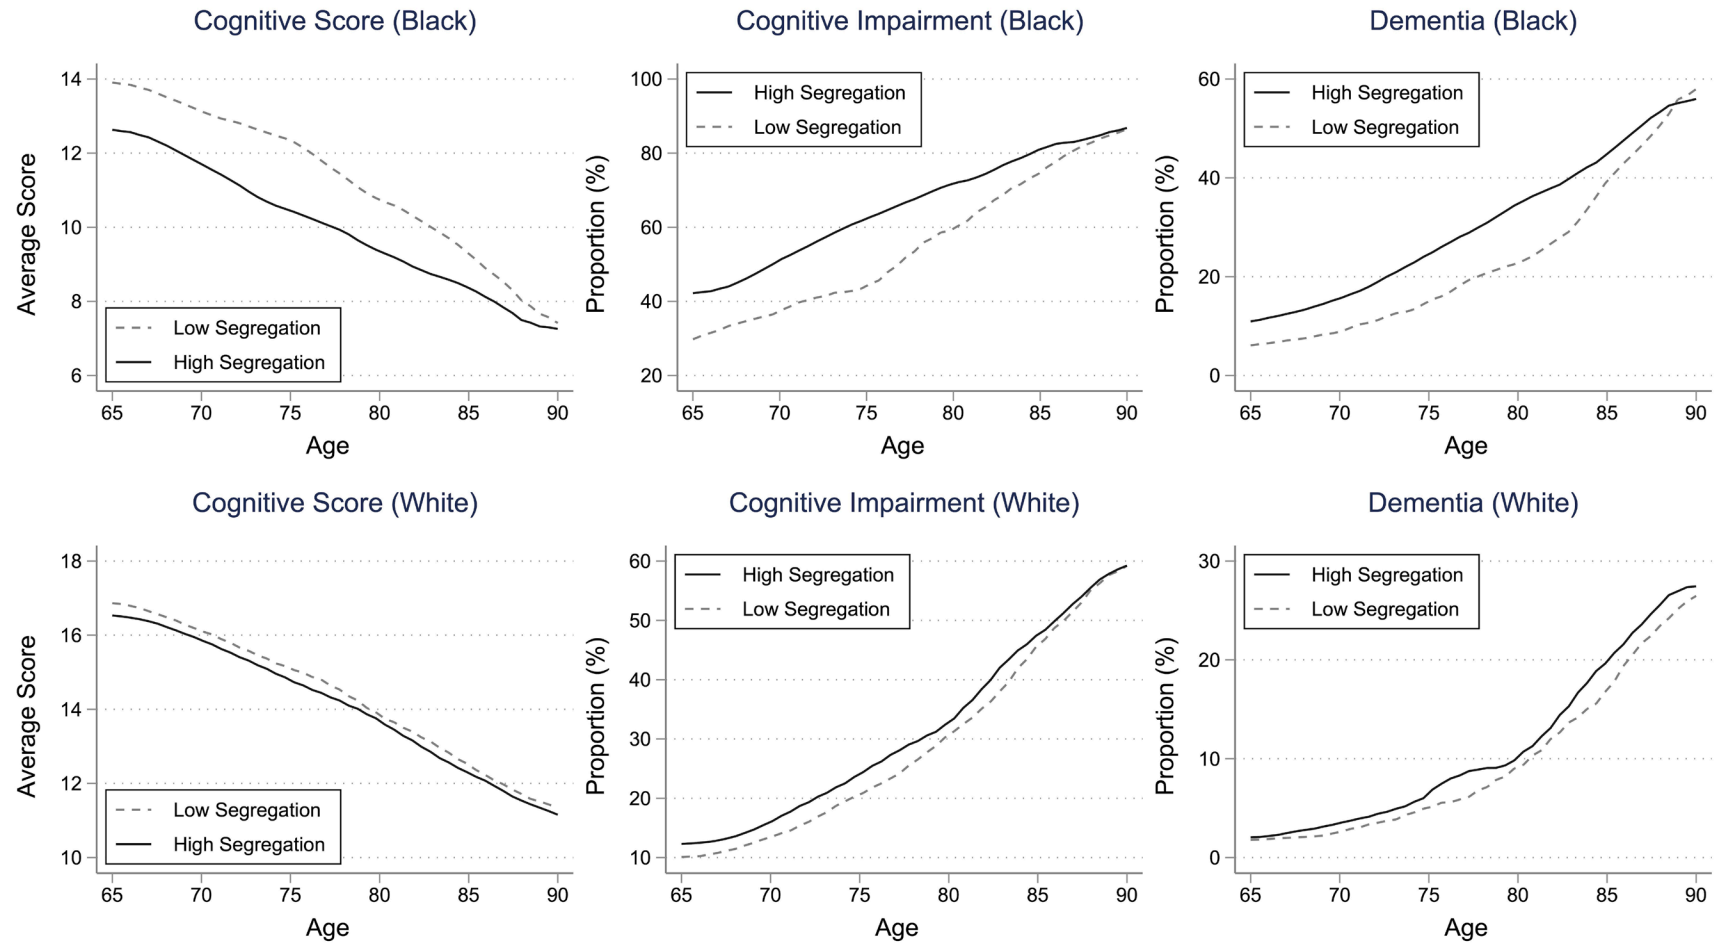 Cognitive Score (Black)
Average Score
14
12
10
8
6
Low Segregation
High Segregation
65 70 75 80 85 90
Age
Cognitive Impairment (Black)
Proportion (%)
100
80
60
40
20
High Segregation
Low Segregation
65 70 75 80 85 90
Age
Dementia (Black)
Proportion (%)
60
40
20
0
High Segregation
Low Segregation
65 70 75 80 85 90
Age
Cognitive Score (White)
Average Score
18
16
14
12
10
Low Segregation
High Segregation
65 70 75 80 85 90
Age
Cognitive Impairment (White)
Proportion (%)
60
50
40
30
20
10
High Segregation
Low Segregation
65 70 75 80 85 90
Age
Dementia (White)
Proportion (%)
30
20
10
0
High Segregation
Low Segregation
65 70 75 80 85 90
Age